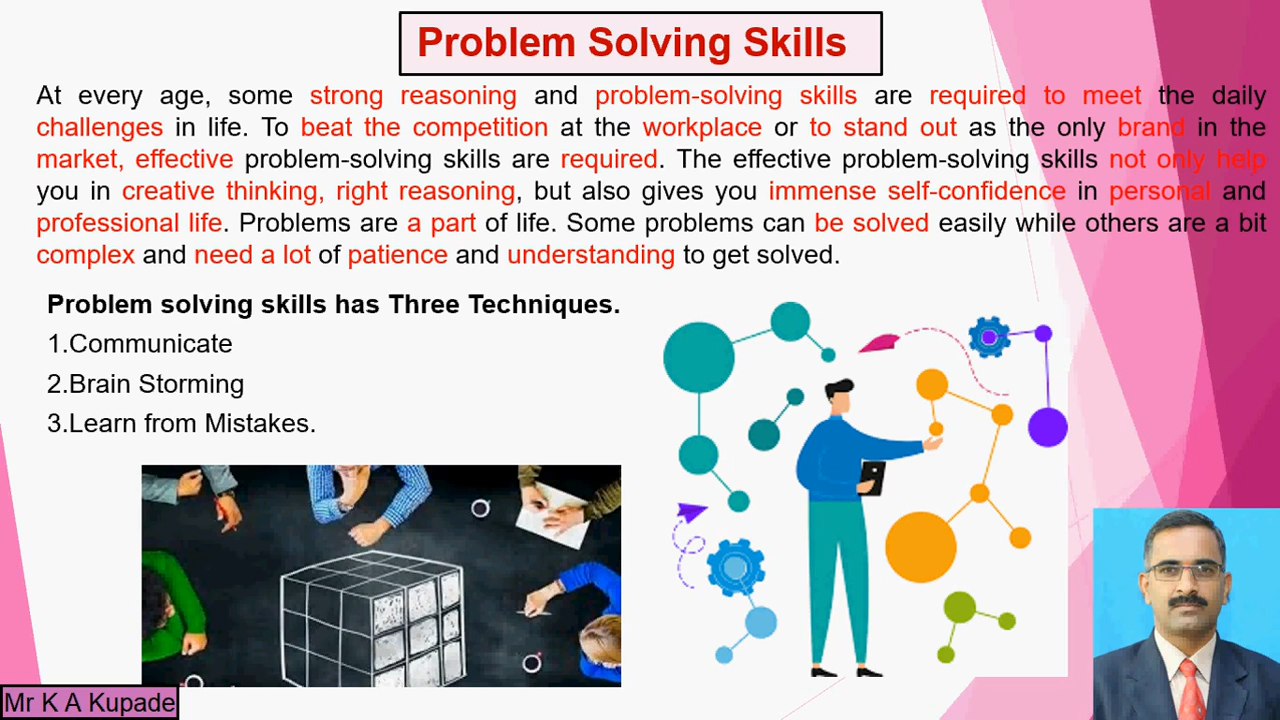 Problem Solving Skills
At every age, some strong reasoning and problem-solving skills are required to meet the daily
challenges in life. To beat the competition at the workplace or to stand out as the only brand in the
market, effective problem-solving skills are required. The effective problem-solving skills not only help
you in creative thinking, right reasoning, but also gives you immense self-confidence in personal and
professional life. Problems are a part of life. Some problems can be solved easily while others are a bit
complex and need a lot of patience and understanding to get solved.
Problem solving skills has Three Techniques.
1.Communicate
2.Brain Storming
3.Learn from Mistakes.
Mr K A Kupade